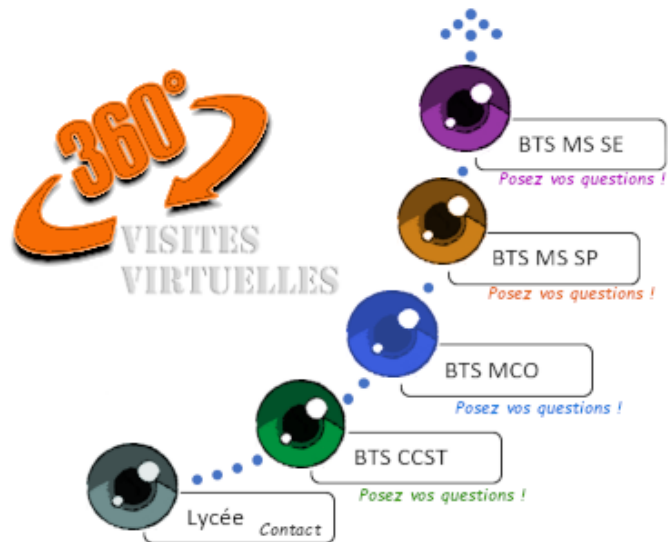 360°
VISITES
VIRTUELLES
BTS MS SE
Posez vos questions !
BTS MS SP
Posez vos questions !
BTS MCO
Posez vos questions !
BTS CCST
Posez vos questions !
Lycée
Contact